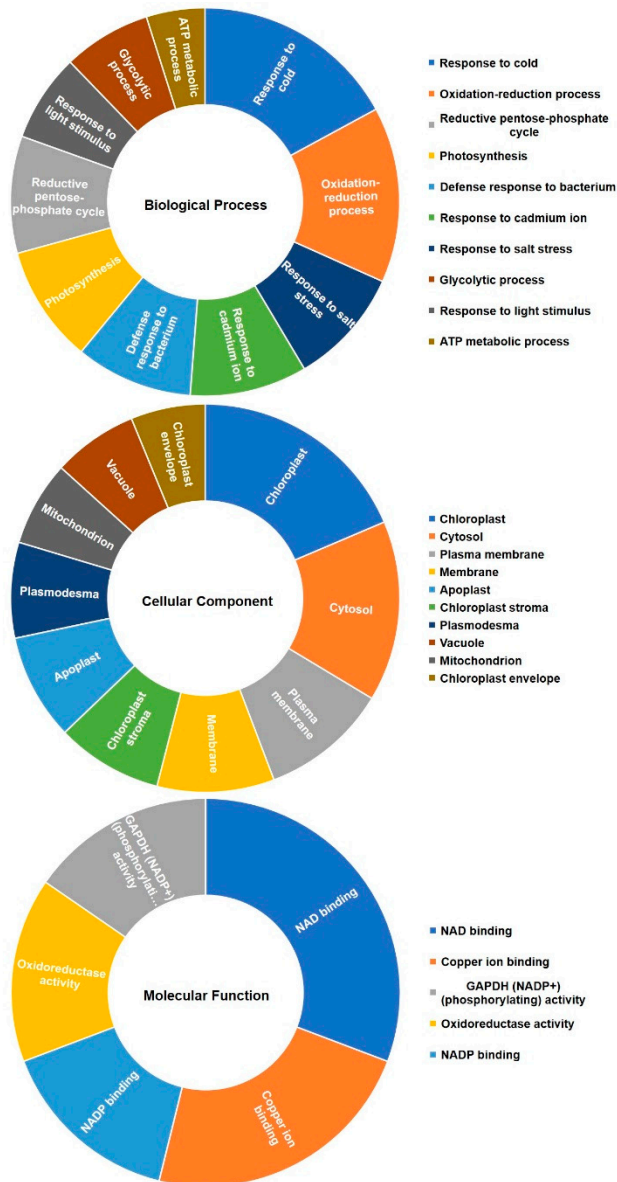 ATP metabolic
process
Glycolytic
process
Response to
cold
Response to
light stimulus
Reductive
pentose-
phosphate cycle
Biological Process
Oxidation-
reduction
process
Photosynthesis
Defense
response to
bacterium
Response to
cadmium ion
Response to salt
stress
Response to cold
Oxidation-reduction process
Reductive pentose-phosphate
cycle
Photosynthesis
Defense response to bacterium
Response to cadmium ion
Response to salt stress
Glycolytic process
Response to light stimulus
ATP metabolic process
Chloroplast
envelope
Vacuole
Chloroplast
Mitochondrion
Plasmodesma
Cellular Component
Cytosol
Apoplast
Chloroplast
stroma
Membrane
Plasma
membrane
Chloroplast
Cytosol
Plasma membrane
Membrane
Apoplast
Chloroplast stroma
Plasmodesma
Vacuole
Mitochondrion
Chloroplast envelope
GAPDH (NADP+)
(phosphorylati...
activity
NAD binding
Oxidoreductase
activity
Molecular Function
NADP binding
Copper ion
binding
NAD binding
Copper ion binding
GAPDH (NADP+)
(phosphorylating) activity
Oxidoreductase activity
NADP binding